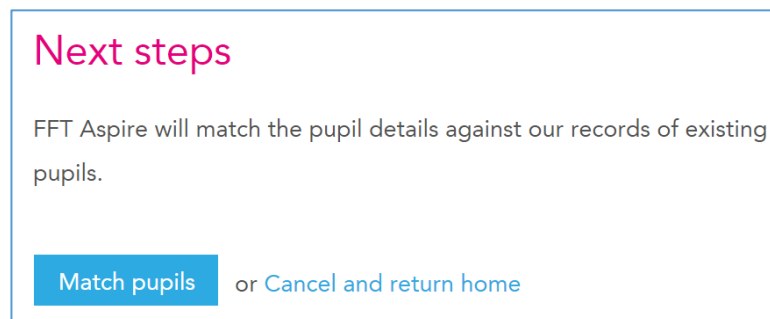 Next steps
FFT Aspire will match the pupil details against our records of existing
pupils.
Match pupils or Cancel and return home